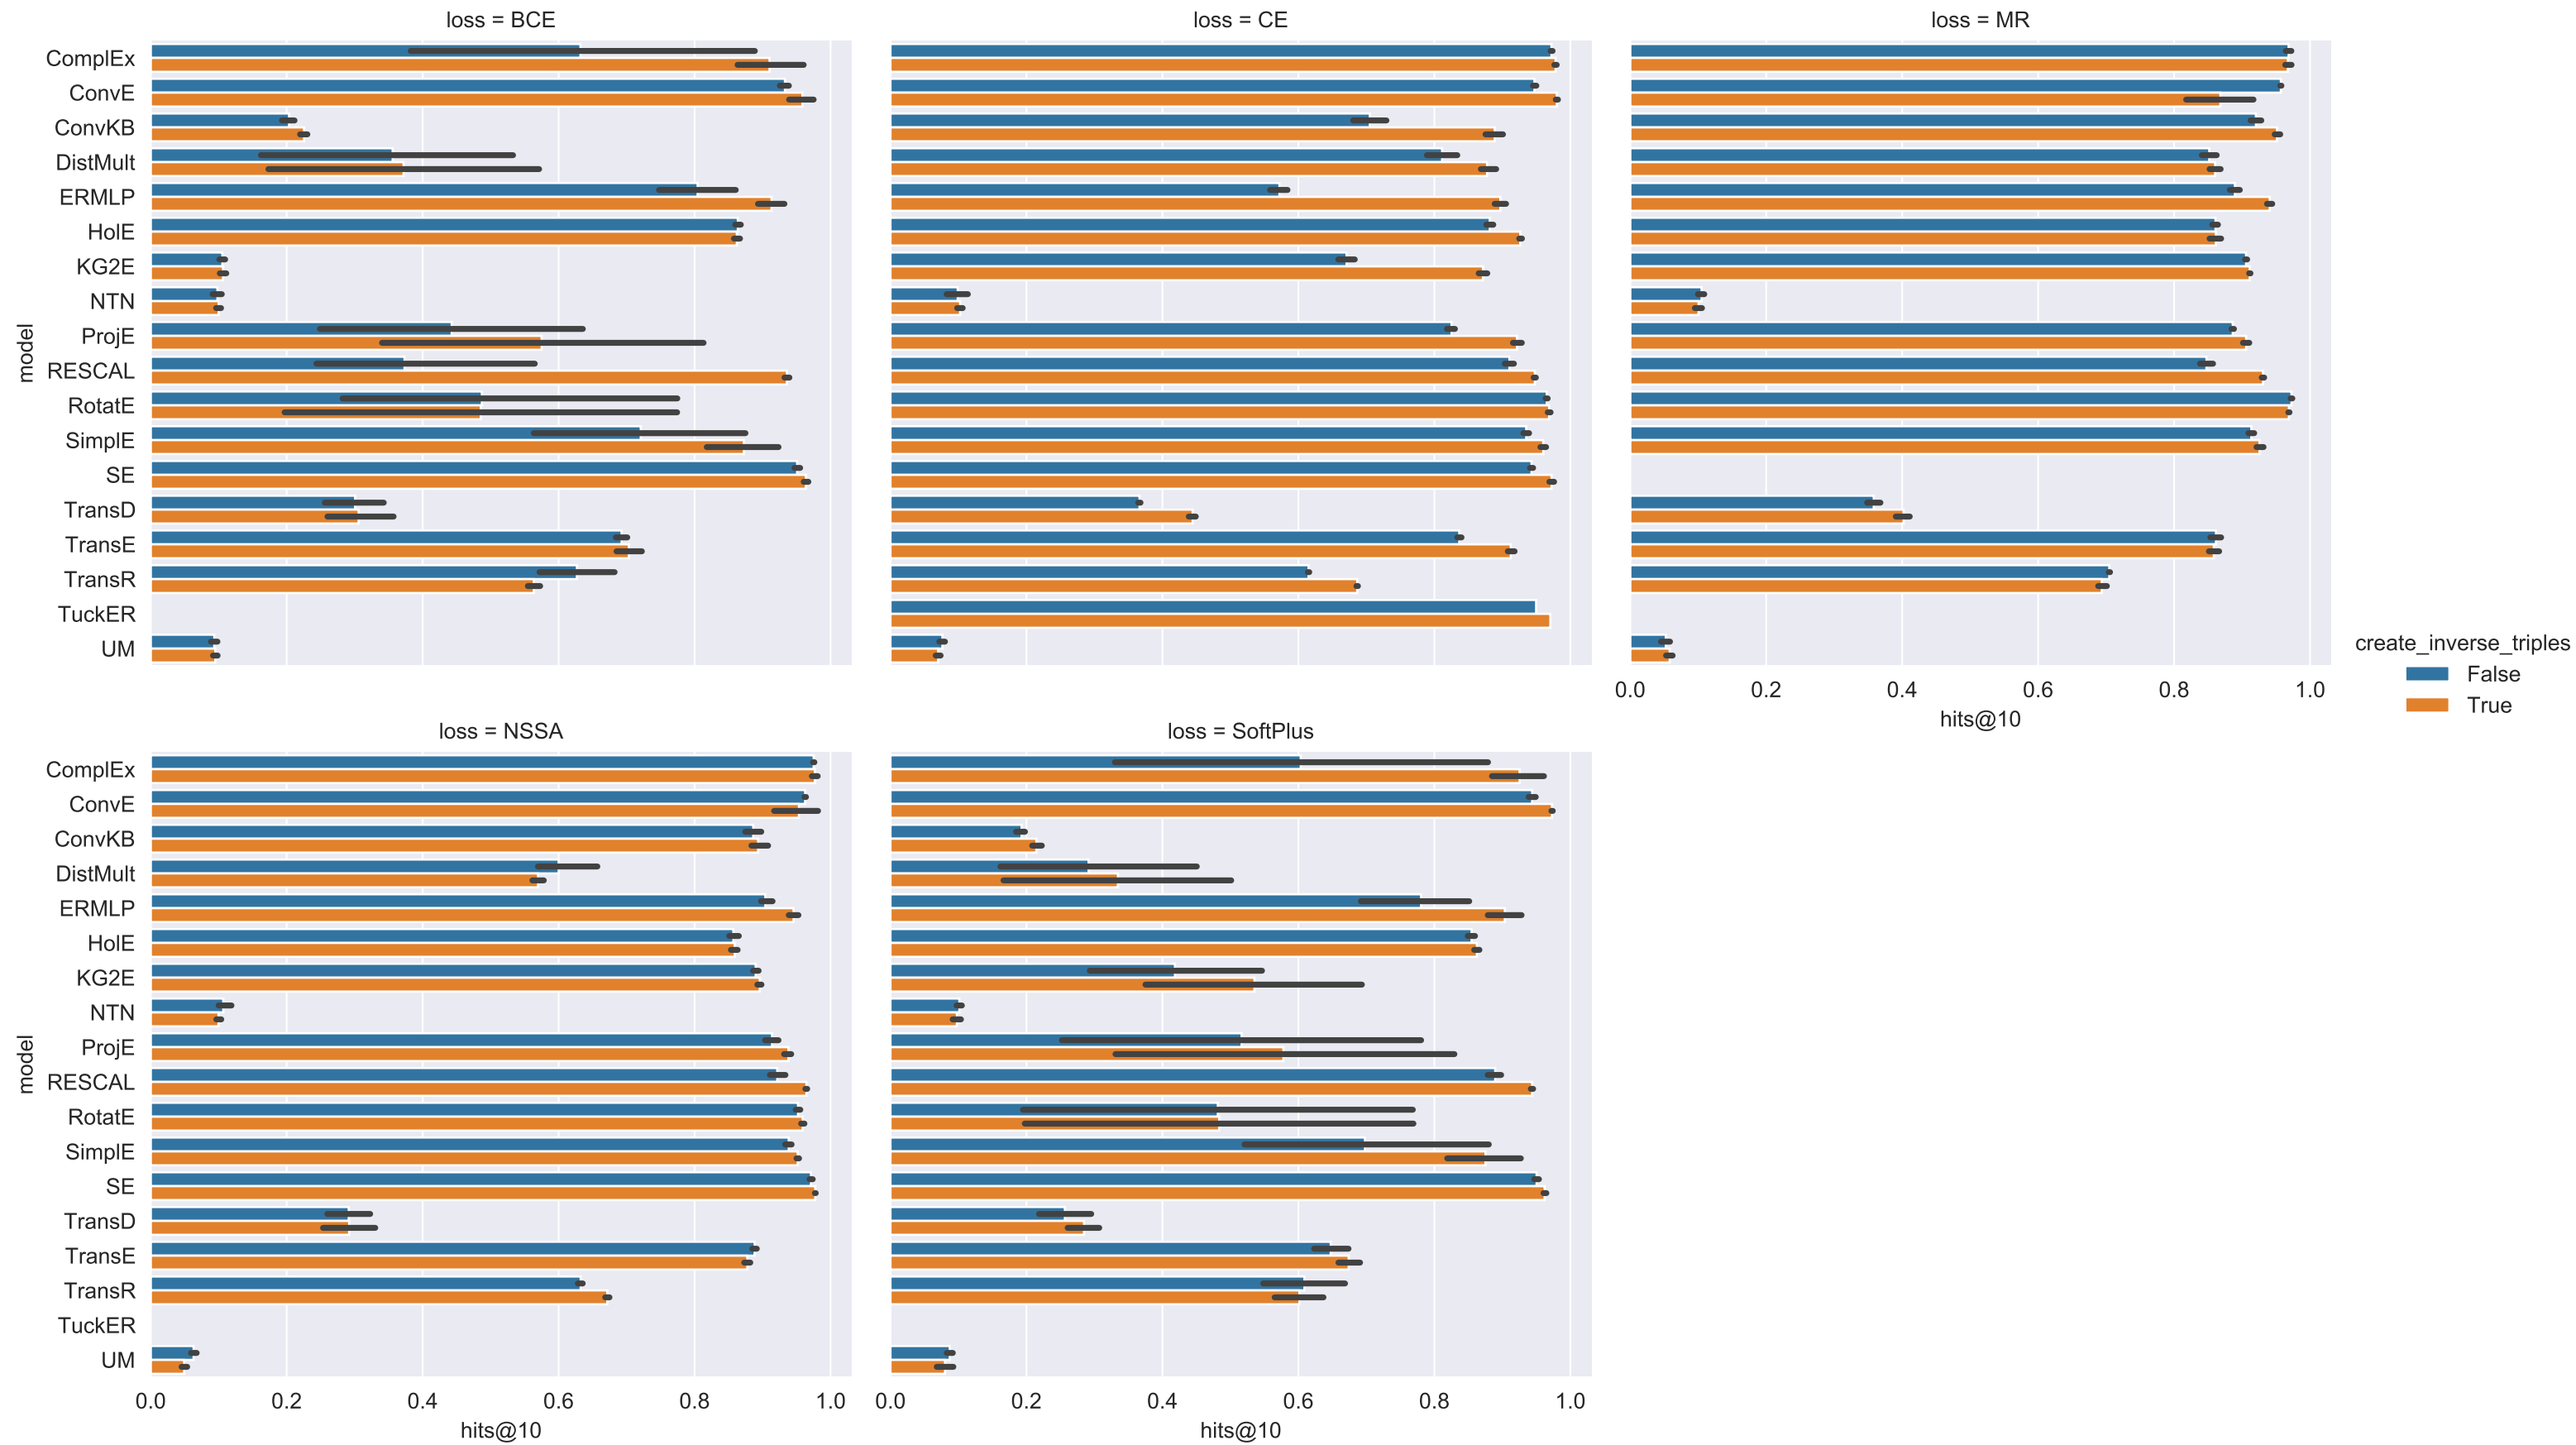 loss = BCE
loss = CE
loss = MR
model
ComplEx
ConvE
ConvKB
DistMult
ERMLP
HolE
KG2E
NTN
ProjE
RESCAL
RotatE
SimplE
SE
TransD
TransE
TransR
TuckER
UM
0.0 0.2 0.4 0.6 0.8 1.0
hits@10
create_inverse_triples
False
True
loss = NSSA
loss = SoftPlus
model
ComplEx
ConvE
ConvKB
DistMult
ERMLP
HolE
KG2E
NTN
ProjE
RESCAL
RotatE
SimplE
SE
TransD
TransE
TransR
TuckER
UM
0.0 0.2 0.4 0.6 0.8 1.0
hits@10
0.0 0.2 0.4 0.6 0.8 1.0
hits@10